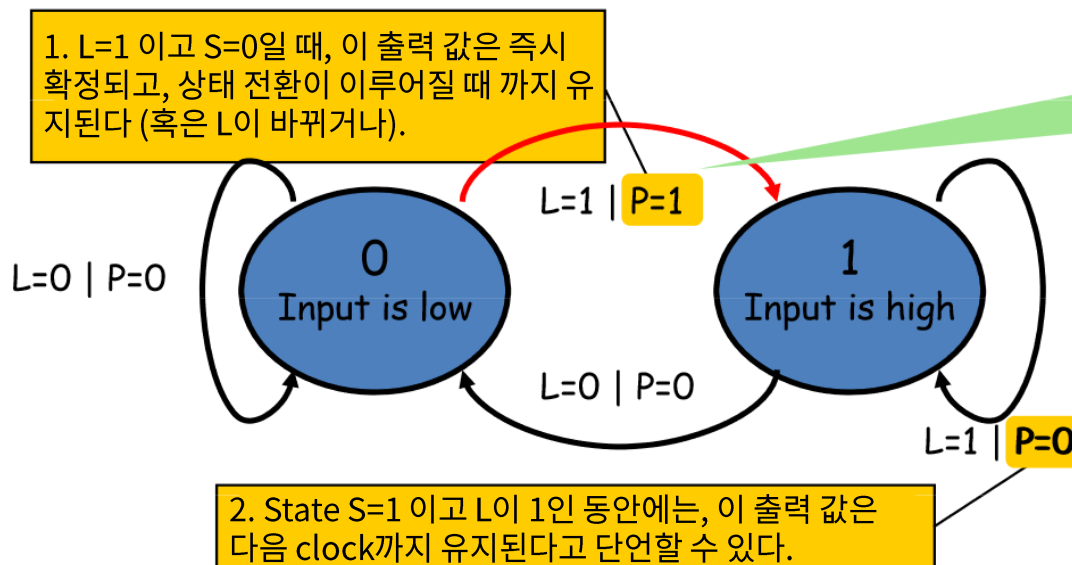 1. L=1 이고 S=0일 때, 이 출력 값은 즉시
확정되고, 상태 전환이 이루어질 때 까지 유
지된다 (혹은 L이 바뀌거나).
L=1 | P=1
L=0 | P=0
0
Input is low
1
Input is high
L=0 | P=0
L=1 | P=0
2. State S=1 이고 L이 1인 동안에는, 이 출력 값은
다음 clock까지 유지된다고 단언할 수 있다.